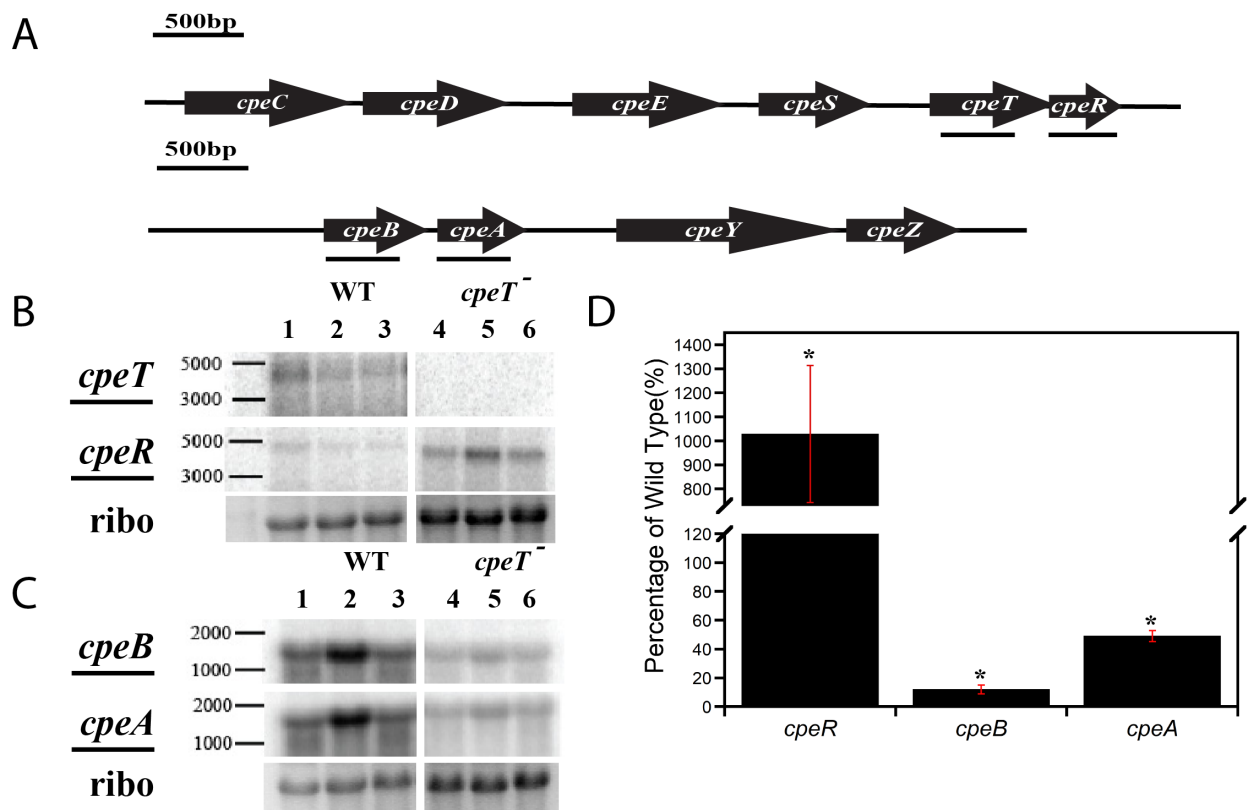 A
500bp
cpeC cpeD cpeE cpeS cpeT cpeR
500bp
cpeB cpeA cpeY cpeZ
B
WT cpeT⁻
1 2 3 4 5 6
cpeT
5000
3000
cpeR
5000
3000
ribo
C
WT cpeT⁻
1 2 3 4 5 6
cpeB
2000
1000
cpeA
2000
1000
ribo
D
Percentage of Wild Type(%)
1400
1300
1200
1100
1000
900
800
120
100
80
60
40
20
0
*
*
*
cpeR cpeB cpeA